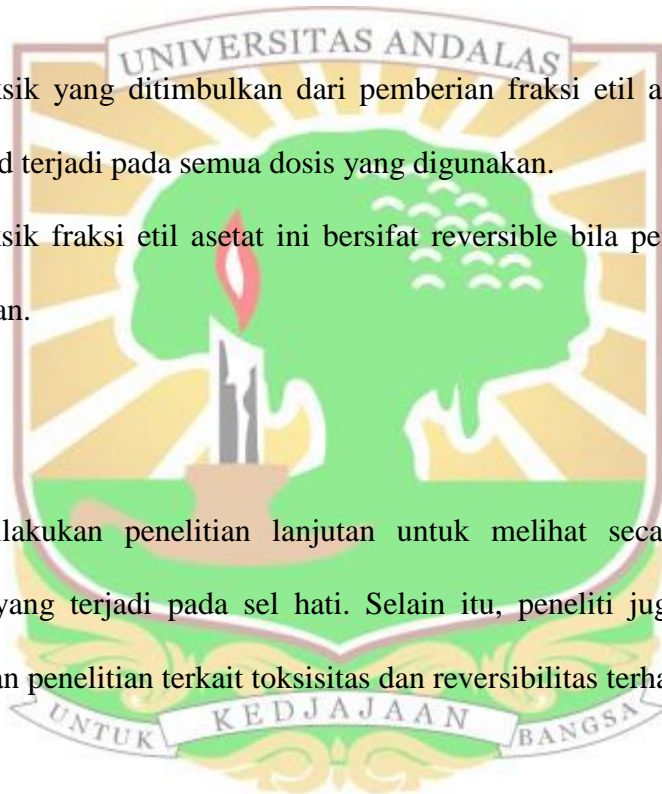 UNIVERSITAS ANDALAS
ksik yang ditimbulkan dari pemberian fraksi etil a
d terjadi pada semua dosis yang digunakan.
ksik fraksi etil asetat ini bersifat reversible bila pe
an.
ilakukan penelitian lanjutan untuk melihat seca
yang terjadi pada sel hati. Selain itu, peneliti jug
an penelitian terkait toksisitas dan reversibilitas terha
UNTUK KEDJAJAAN BANGSA